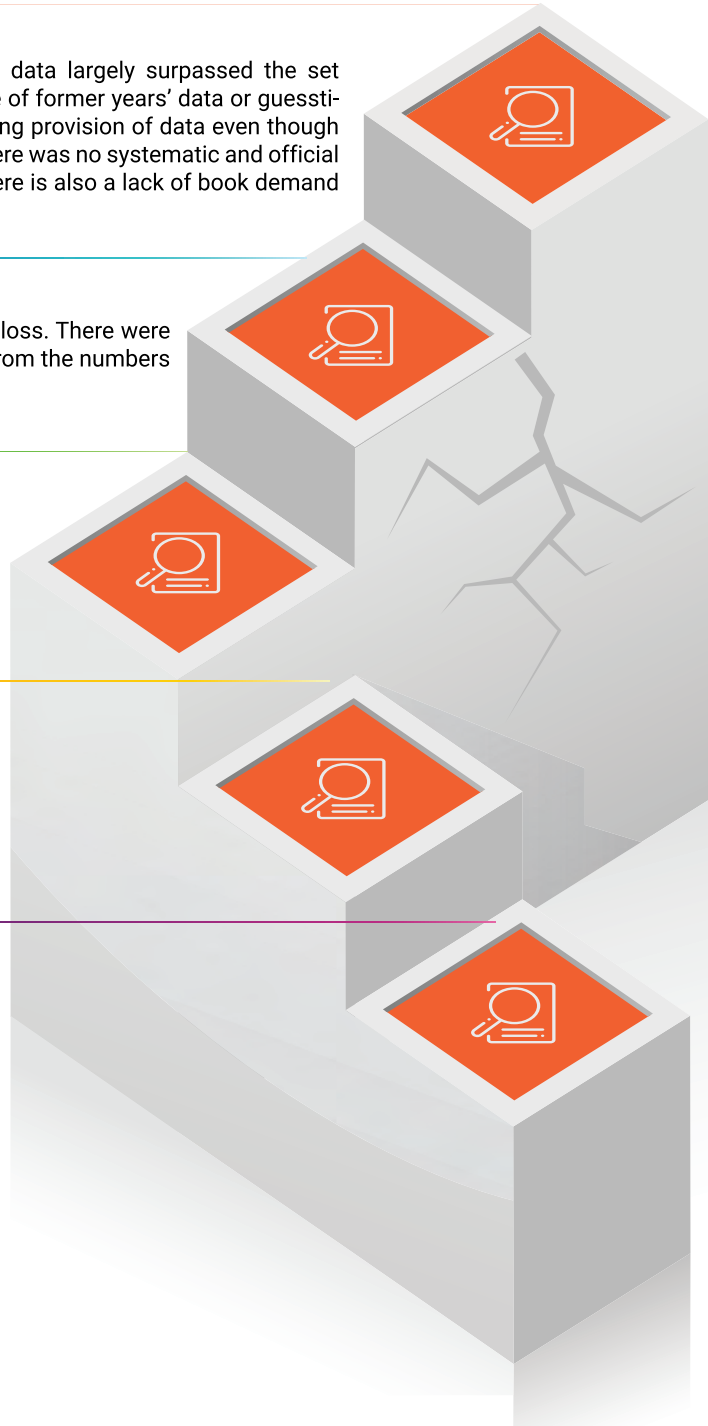 data largely surpassed the set
e of former years’ data or guessti-
ng provision of data even though
ere was no systematic and official
ere is also a lack of book demand
loss. There were
rom the numbers